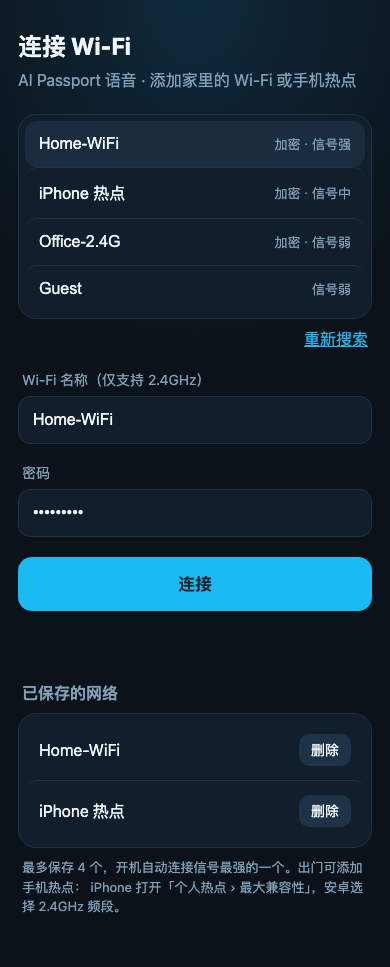 连接 Wi-Fi
AI Passport 语音 · 添加家里的 Wi-Fi 或手机热点
Home-WiFi 加密 · 信号强
iPhone 热点 加密 · 信号中
Office-2.4G 加密 · 信号弱
Guest 信号弱
重新搜索
Wi-Fi 名称（仅支持 2.4GHz）
Home-WiFi
密码
•••••••••
连接
已保存的网络
Home-WiFi 删除
iPhone 热点 删除
最多保存 4 个，开机自动连接信号最强的一个。出门可添加
手机热点： iPhone 打开「个人热点 › 最大兼容性」，安卓选
择 2.4GHz 频段。